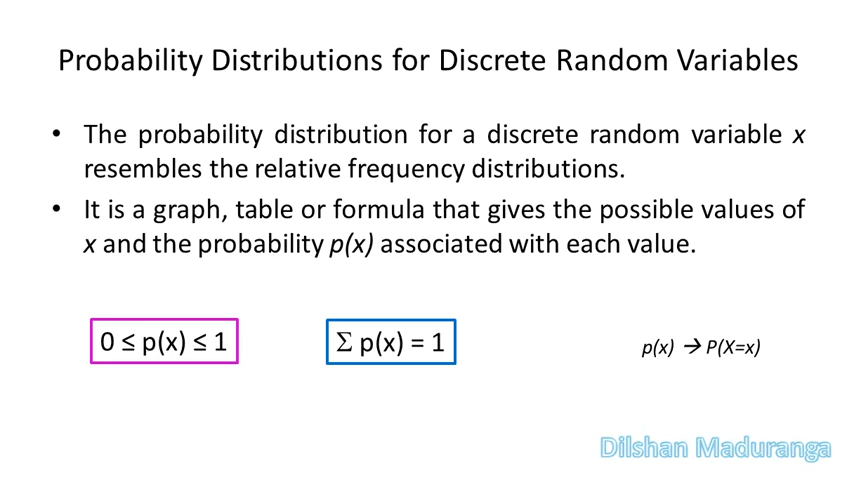 Probability Distributions for Discrete Random Variables
• The probability distribution for a discrete random variable x
resembles the relative frequency distributions.
• It is a graph, table or formula that gives the possible values of
x and the probability p(x) associated with each value.
0 ≤ p(x) ≤ 1
Σ p(x) = 1
p(x) → P(X=x)
Dilshan Maduranga